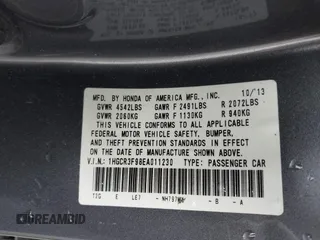 MFD. BY HONDA OF AMERICA MFG., INC. 10/'13
GVWR 4542LBS GAWR F 2491LBS R 2072LBS
GVWR 2060KG GAWR F 1130KG R 940KG
THIS VEHICLE CONFORMS TO ALL APPLICABLE
FEDERAL MOTOR VEHICLE SAFETY, BUMPER,
AND THEFT PREVENTION STANDARDS IN EFFECT
ON THE DATE OF MANUFACTURE SHOWN ABOVE.
V.I.N.: 1HGCR3F98EA011230 TYPE: PASSENGER CAR
E B - A
iDreamBid